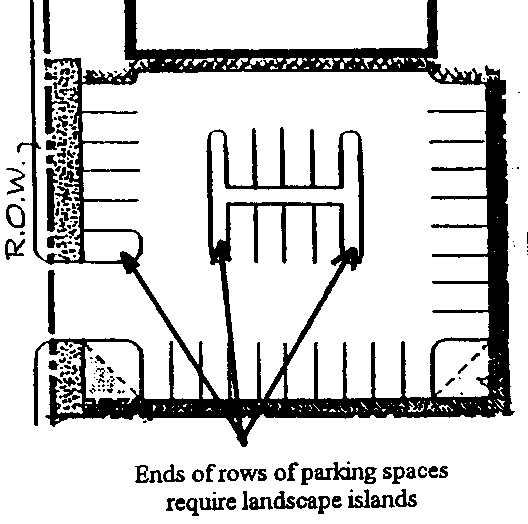 R.O.W.
Ends of rows of parking spaces
require landscape islands